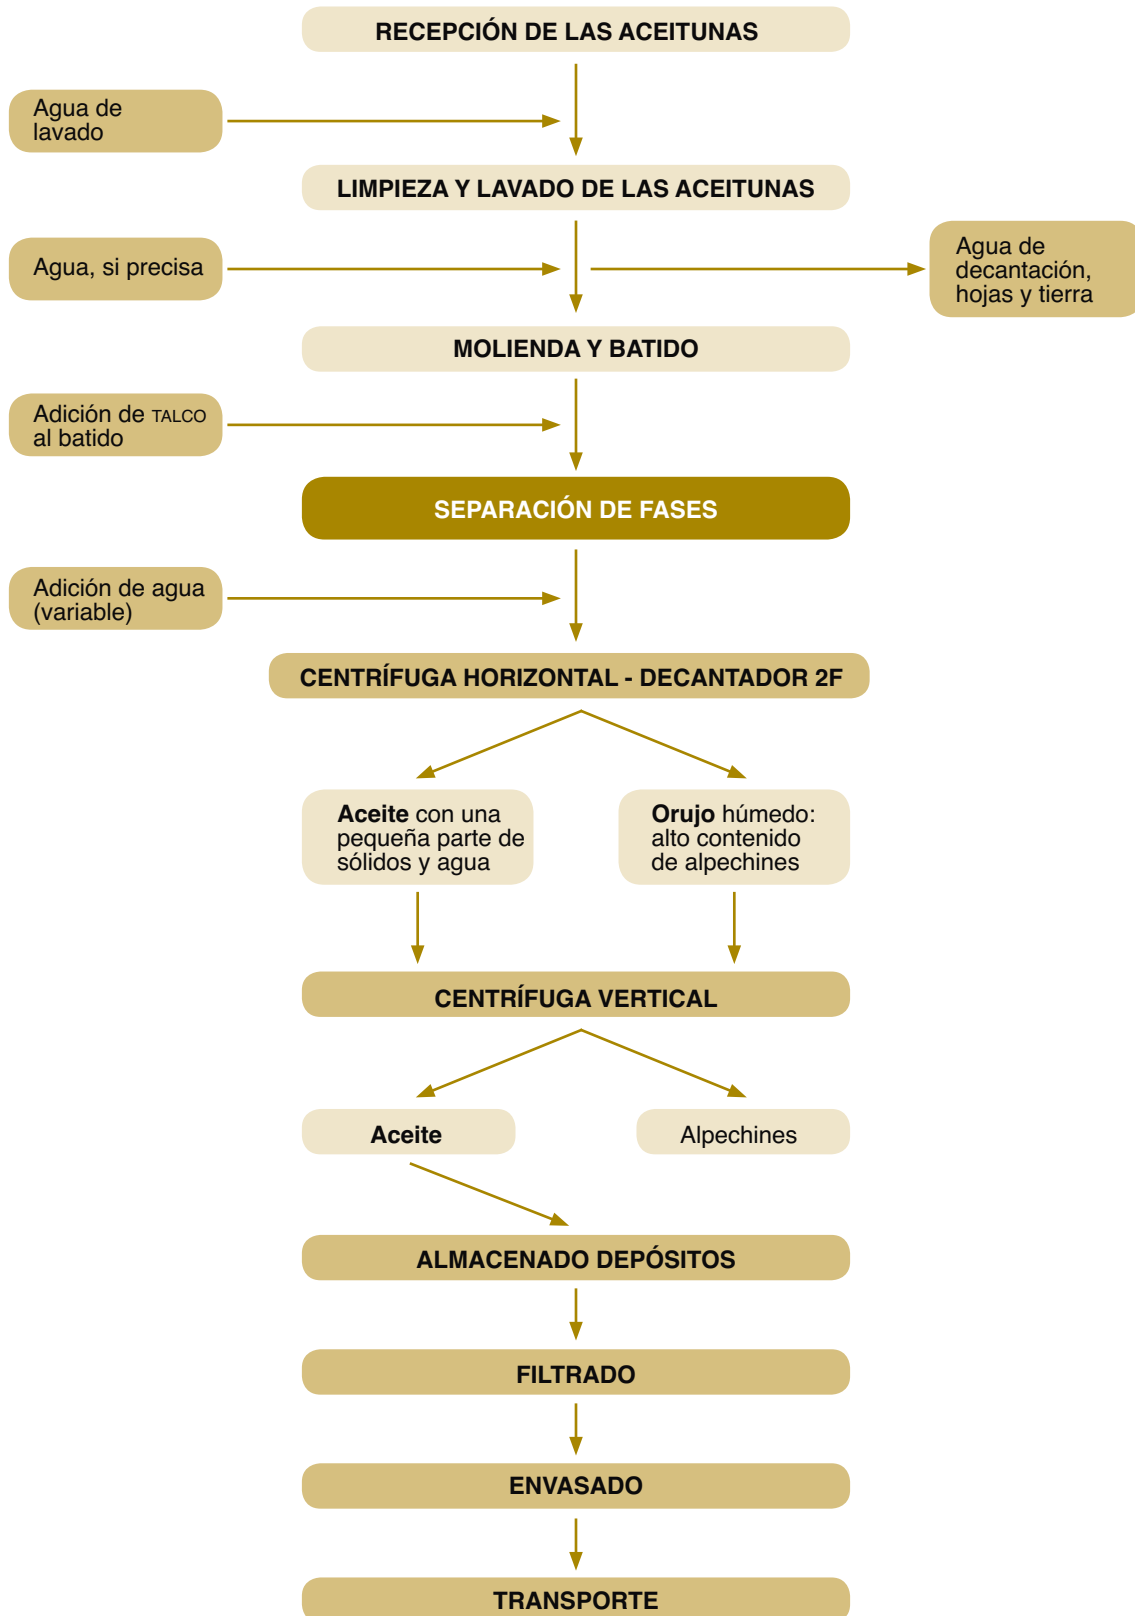 RECEPCIÓN DE LAS ACEITUNAS
Agua de
lavado
LIMPIEZA Y LAVADO DE LAS ACEITUNAS
Agua, si precisa
Agua de
decantación,
hojas y tierra
MOLIENDA Y BATIDO
Adición de TALCO
al batido
SEPARACIÓN DE FASES
Adición de agua
(variable)
CENTRÍFUGA HORIZONTAL - DECANTADOR 2F
Aceite con una
pequeña parte de
sólidos y agua
Orujo húmedo:
alto contenido
de alpechines
CENTRÍFUGA VERTICAL
Aceite
Alpechines
ALMACENADO DEPÓSITOS
FILTRADO
ENVASADO
TRANSPORTE